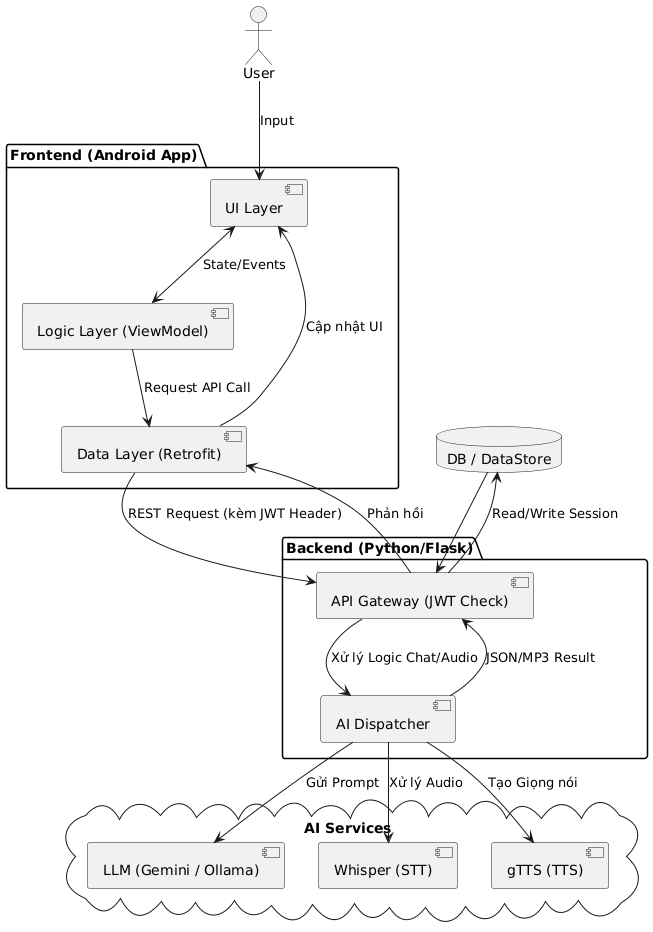 User
Input
Frontend (Android App)
UI Layer
State/Events
Logic Layer (ViewModel)
Cập nhật UI
Request API Call
Data Layer (Retrofit)
DB / DataStore
REST Request (kèm JWT Header)
Phản hồi
Read/Write Session
Backend (Python/Flask)
API Gateway (JWT Check)
Xử lý Logic Chat/Audio
JSON/MP3 Result
AI Dispatcher
Gửi Prompt
Xử lý Audio
Tạo Giọng nói
AI Services
LLM (Gemini / Ollama)
Whisper (STT)
gTTS (TTS)